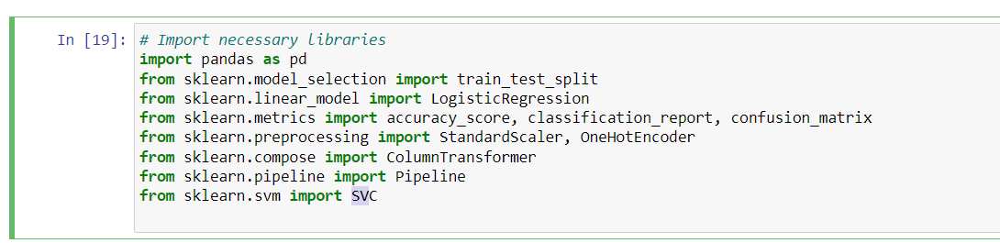 In [19]: # Import necessary libraries
import pandas as pd
from sklearn.model_selection import train_test_split
from sklearn.linear_model import LogisticRegression
from sklearn.metrics import accuracy_score, classification_report, confusion_matrix
from sklearn.preprocessing import StandardScaler, OneHotEncoder
from sklearn.compose import ColumnTransformer
from sklearn.pipeline import Pipeline
from sklearn.svm import SVC